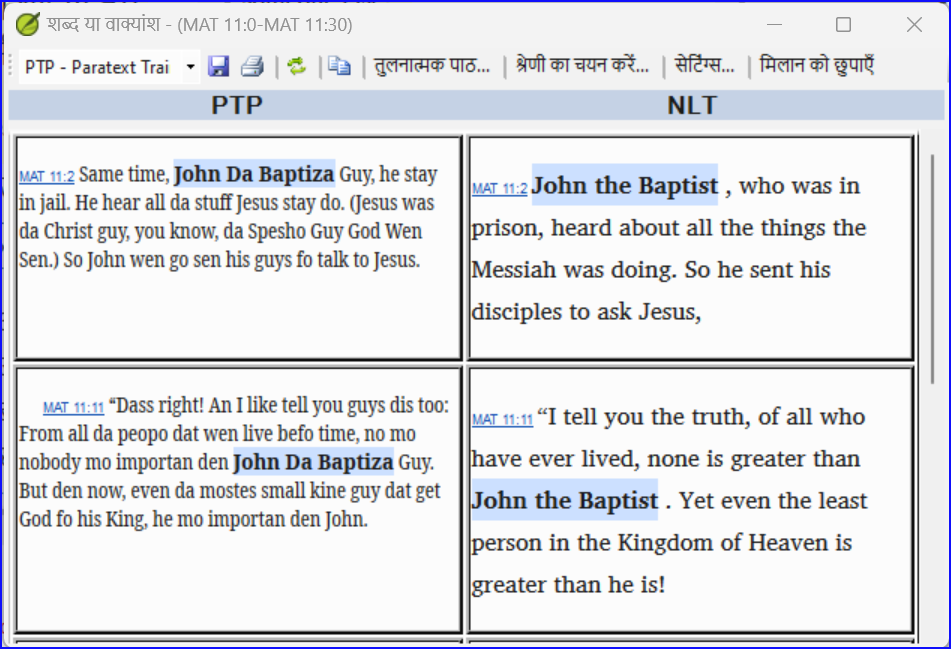 शब्द या वाक्यांश - (MAT 11:0-MAT 11:30)
PTP - Paratext Trai
तुलनात्मक पाठ...
श्रेणी का चयन करें...
सेटिंग्स...
मिलान को छुपाएँ
PTP
NLT
MAT 11:2 Same time, John Da Baptiza Guy, he stay
in jail. He hear all da stuff Jesus stay do. (Jesus was
da Christ guy, you know, da Spesho Guy God Wen
Sen.) So John wen go sen his guys fo talk to Jesus.
MAT 11:2 John the Baptist , who was in
prison, heard about all the things the
Messiah was doing. So he sent his
disciples to ask Jesus,
MAT 11:11 “Dass right! An I like tell you guys dis too:
From all da peopo dat wen live befo time, no mo
nobody mo importan den John Da Baptiza Guy.
But den now, even da mostes small kine guy dat get
God fo his King, he mo importan den John.
MAT 11:11 “I tell you the truth, of all who
have ever lived, none is greater than
John the Baptist . Yet even the least
person in the Kingdom of Heaven is
greater than he is!